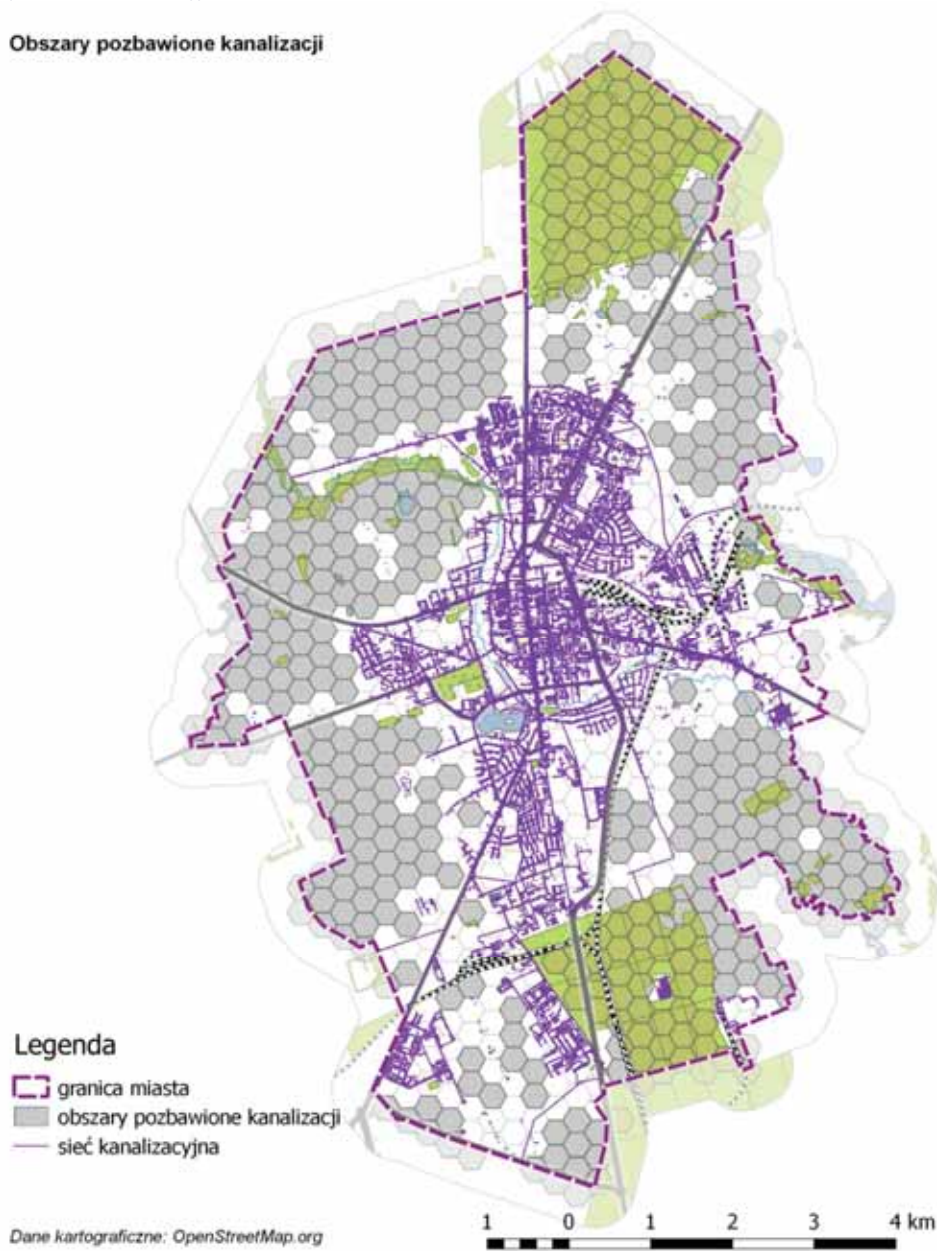 Obszary pozbawione kanalizacji
Legenda
granica miasta
obszary pozbawione kanalizacji
sieć kanalizacyjna
Dane kartograficzne: OpenStreetMap.org
1 0 1 2 3 4 km